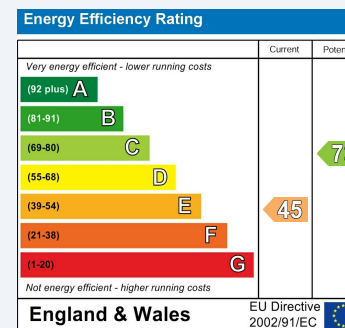 Energy Efficiency Rating
Current
Very energy efficient - lower running costs
(92 plus) A
(81-91) B
(69-80) C
(55-68) D
(39-54) E
45
(21-38) F
(1-20) G
Not energy efficient - higher running costs
England & Wales
EU Directive
2002/91/EC